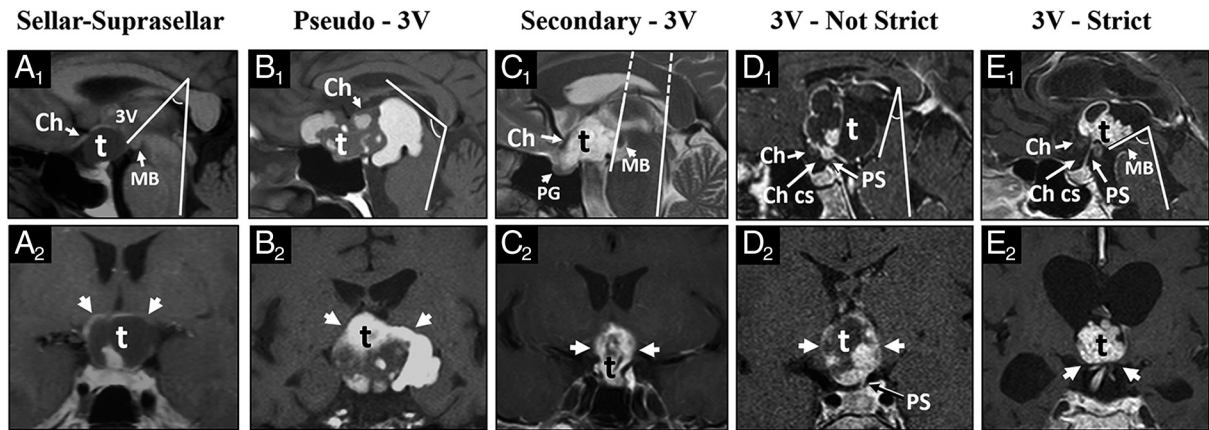 Sellar-Suprasellar Pseudo - 3V Secondary - 3V 3V - Not Strict 3V - Strict
A1
Ch
3V
t
MB
B1
Ch
t
C1
Ch
t
MB
PG
D1
t
Ch
Ch cs
PS
E1
Ch
t
MB
Ch cs
PS
A2
t
B2
t
C2
t
D2
t
PS
E2
t